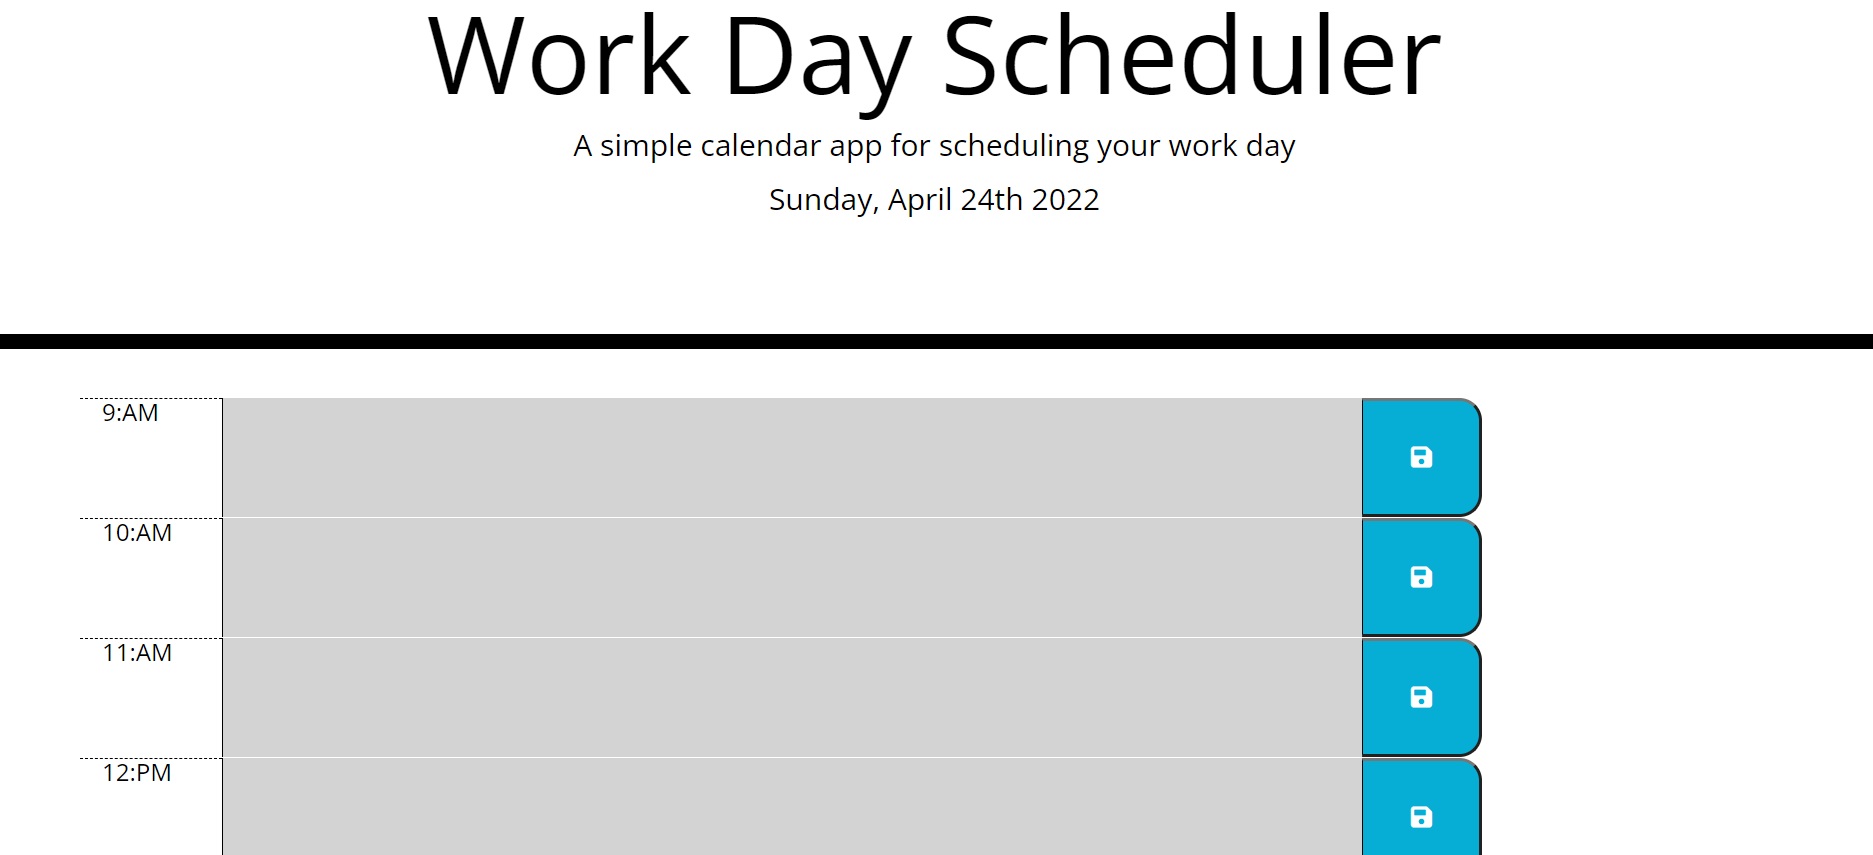 Work Day Scheduler
A simple calendar app for scheduling your work day
Sunday, April 24th 2022
9:AM
10:AM
11:AM
12:PM